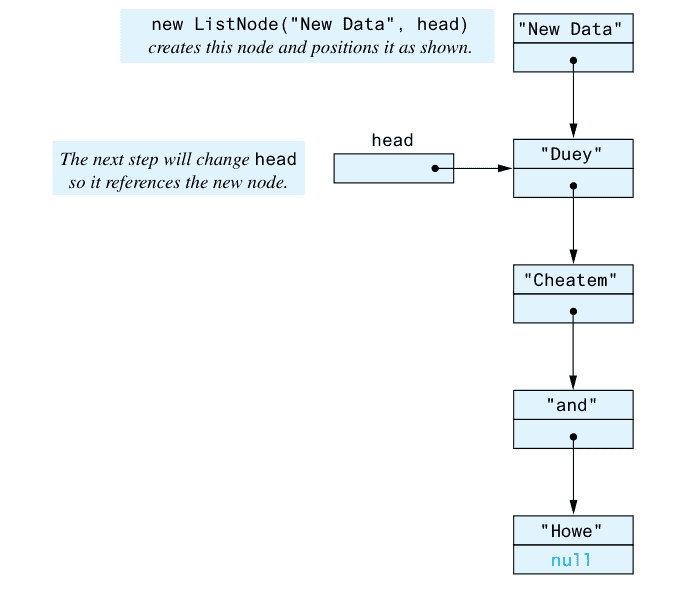 new ListNode("New Data", head)
creates this node and positions it as shown.
"New Data"
head
The next step will change head
so it references the new node.
"Duey"
"Cheatem"
"and"
"Howe"
null